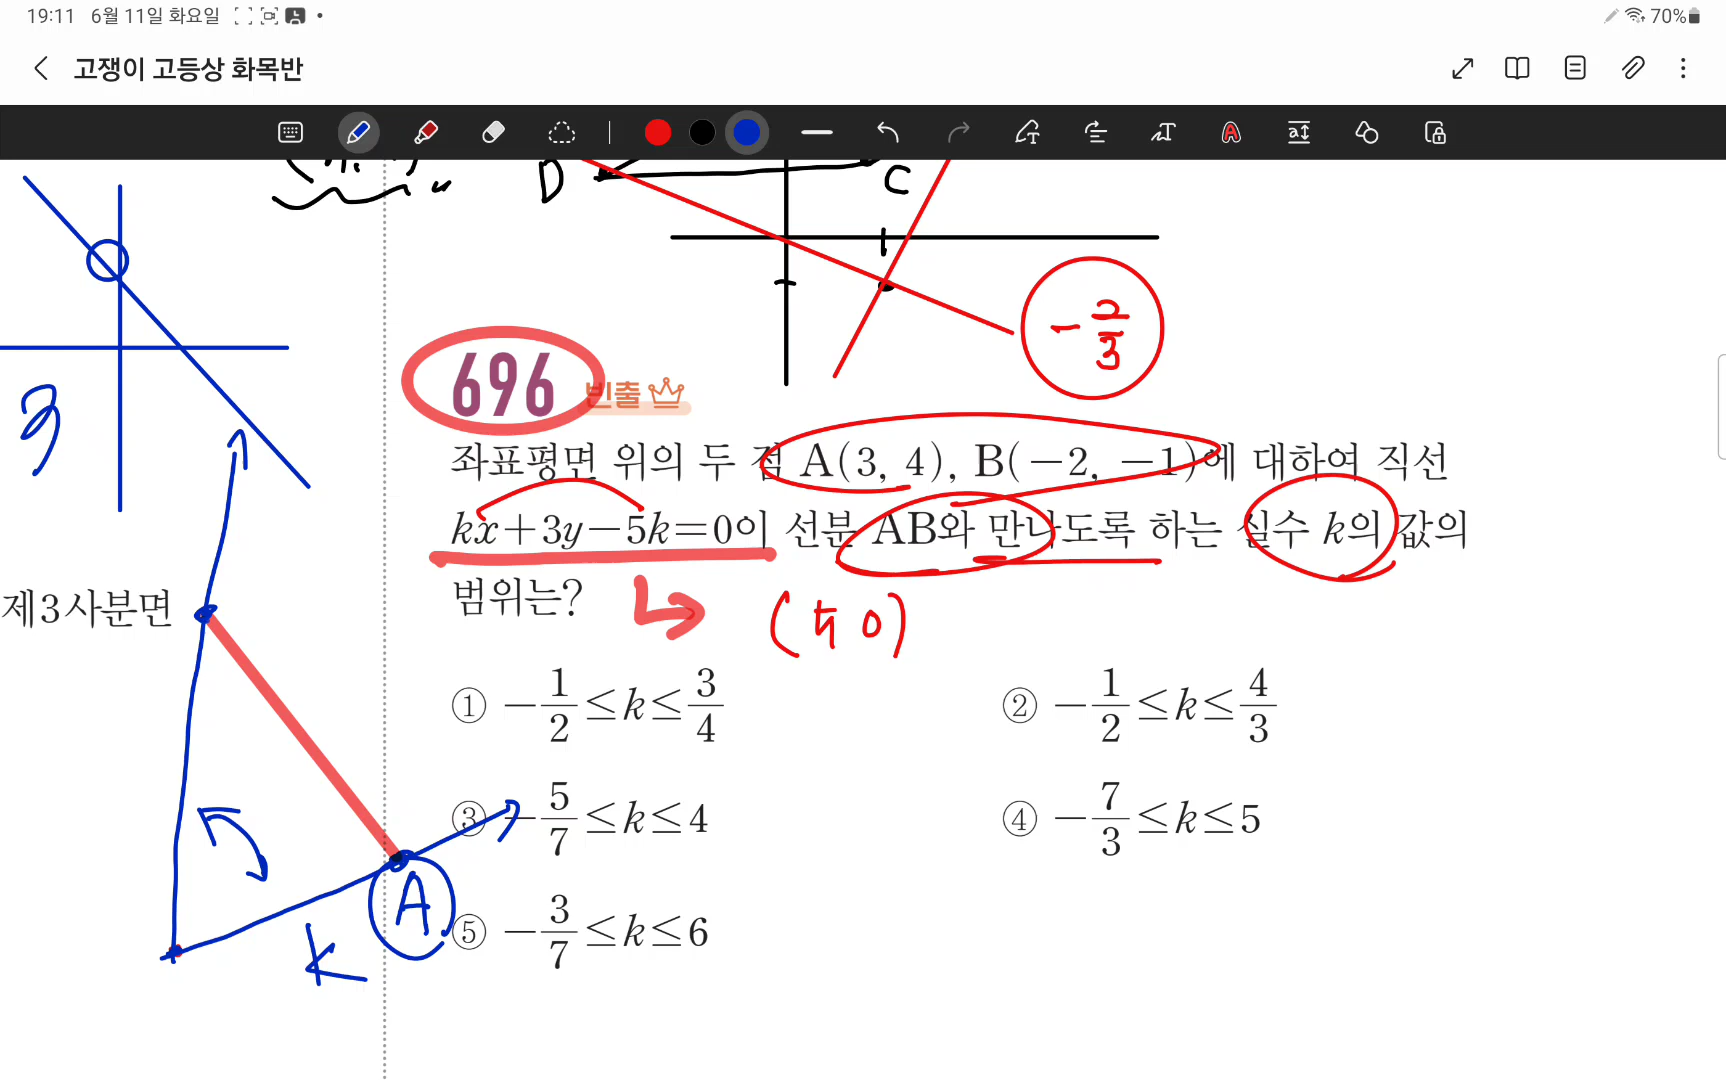 19:11 6월 11일 화요일
70%
고쟁이 고등상 화목반
D
C
-2/3
696 빈출
좌표평면 위의 두 점 A(3, 4), B(-2, -1)에 대하여 직선
kx+3y-5k=0이 선분 AB와 만나도록 하는 실수 k의 값의
범위는?
① -1/2≤k≤3/4
② -1/2≤k≤4/3
③ -5/7≤k≤4
④ -7/3≤k≤5
⑤ -3/7≤k≤6
제3사분면
A
k